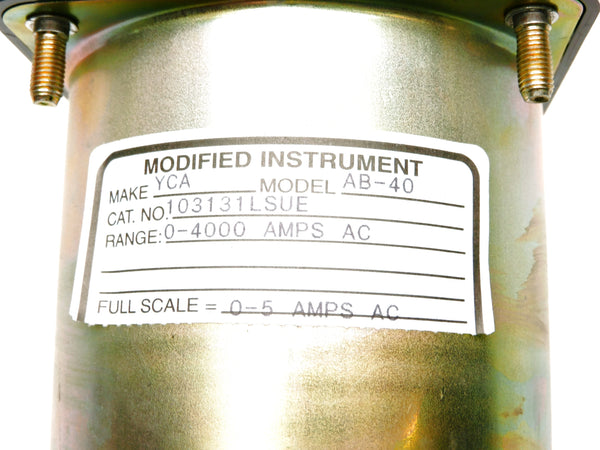 MODIFIED INSTRUMENT
MAKE YCA MODEL AB-40
CAT. NO. 103131LSUE
RANGE: 0-4000 AMPS AC
FULL SCALE = 0-5 AMPS AC